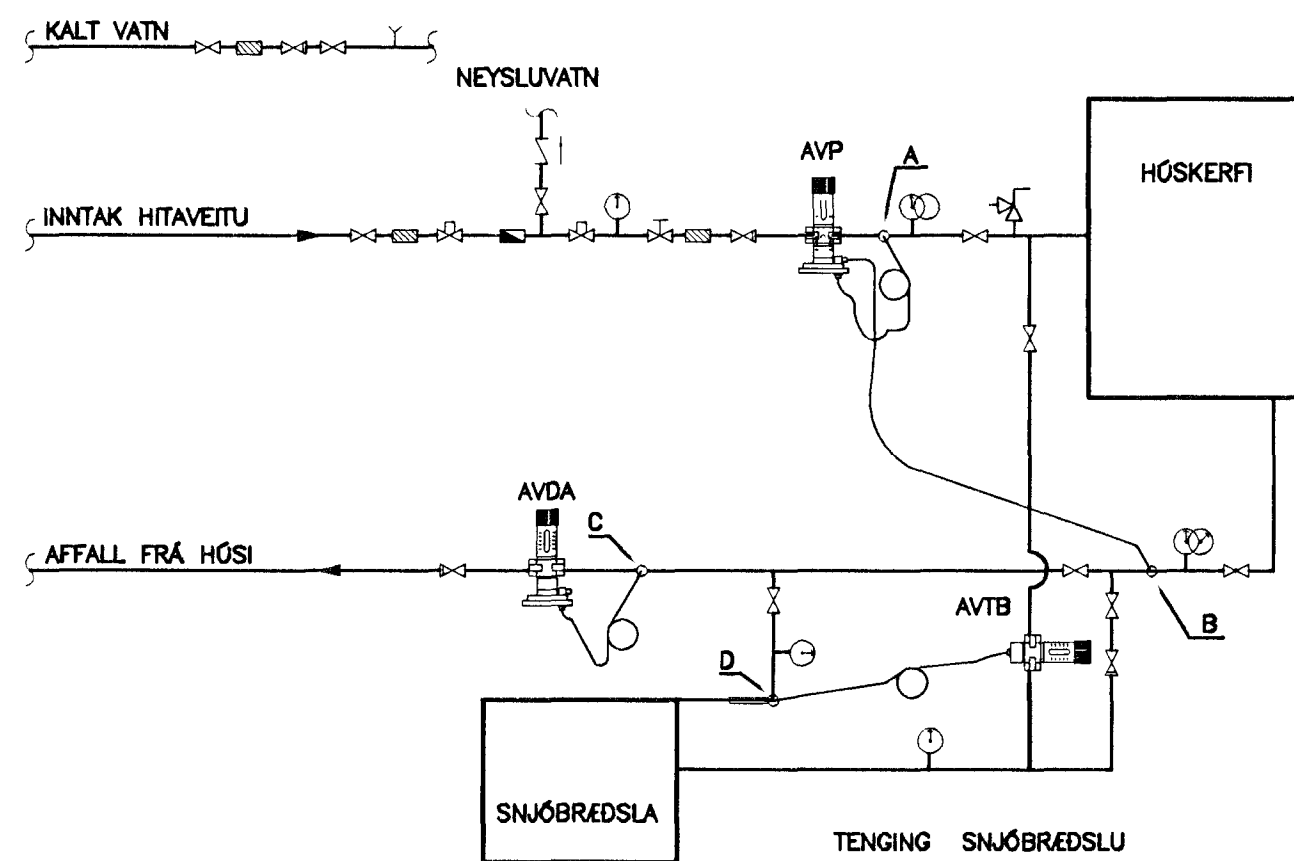 KALT VATN
NEYSLUVATN
AVP
A
HÚSKERFI
INNTAK HITAVEITU
AVDA
C
AFFALL FRÁ HÚSI
AVTB
B
D
SNJÓBRÆÐSLA
TENGING SNJÓBRÆÐSLU